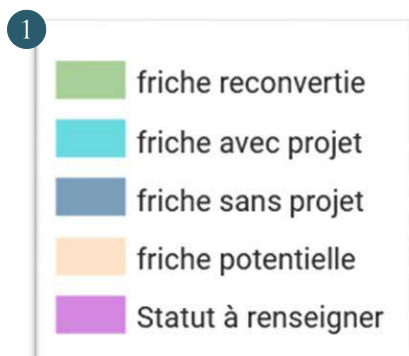 1
friche reconvertie
friche avec projet
friche sans projet
friche potentielle
Statut à renseigner